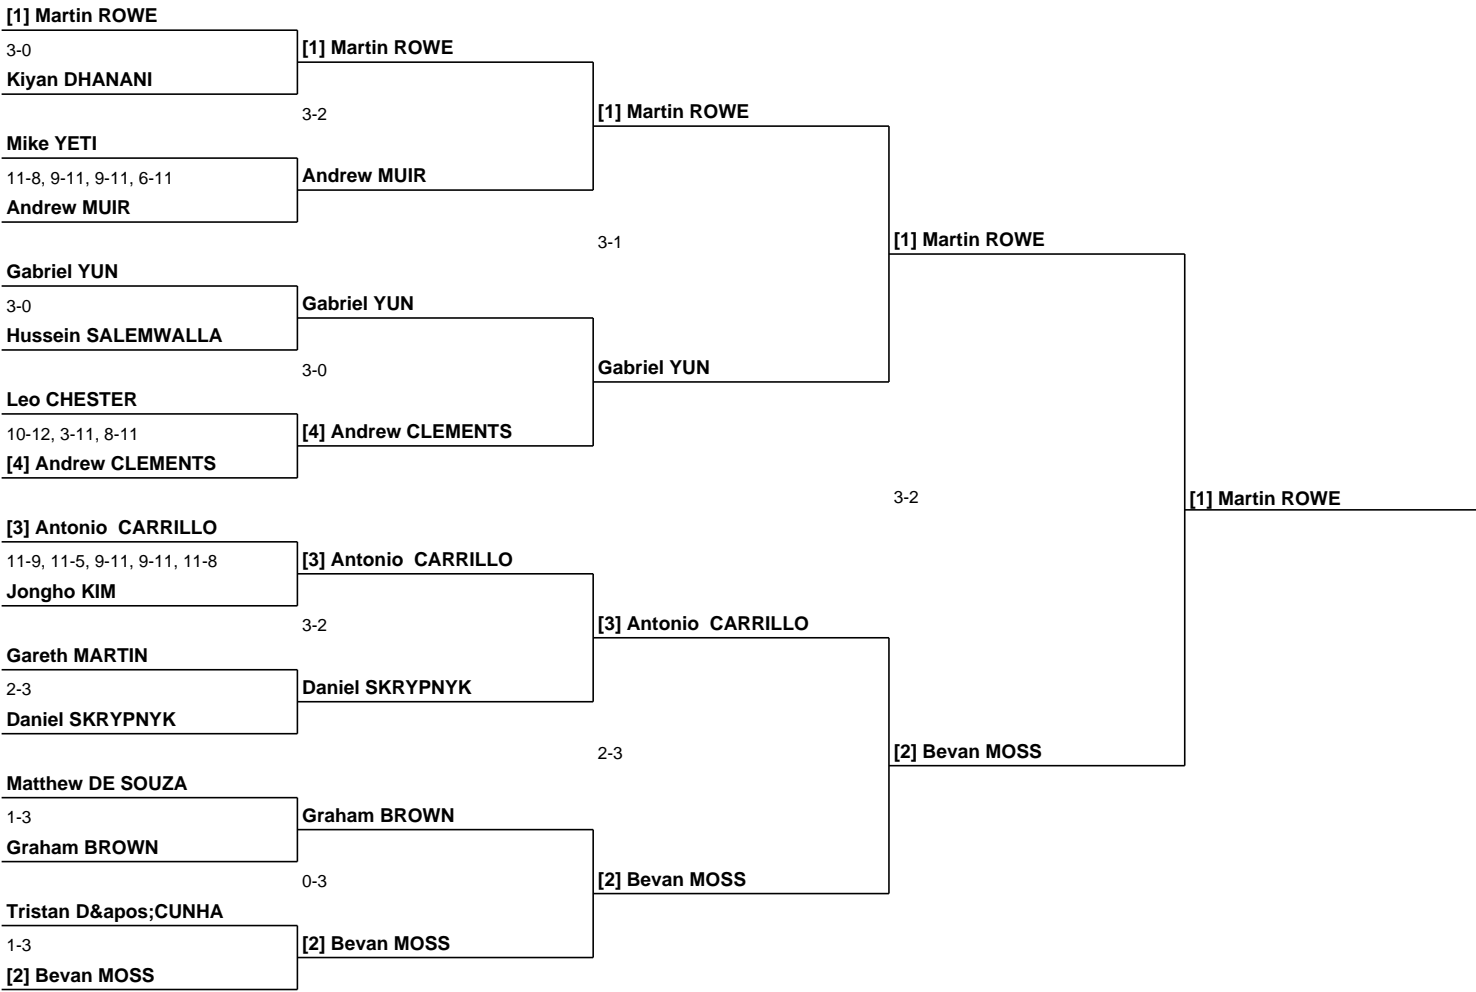 [1] Martin ROWE
3-0
Kiyan DHANANI
[1] Martin ROWE
3-2
Mike YETI
11-8, 9-11, 9-11, 6-11
Andrew MUIR
Andrew MUIR
[1] Martin ROWE
3-1
Gabriel YUN
3-0
Hussein SALEMWALLA
Gabriel YUN
3-0
Leo CHESTER
10-12, 3-11, 8-11
[4] Andrew CLEMENTS
[4] Andrew CLEMENTS
Gabriel YUN
[1] Martin ROWE
3-2
[3] Antonio  CARRILLO
11-9, 11-5, 9-11, 9-11, 11-8
Jongho KIM
[3] Antonio  CARRILLO
3-2
Gareth MARTIN
2-3
Daniel SKRYPNYK
Daniel SKRYPNYK
[3] Antonio  CARRILLO
2-3
Matthew DE SOUZA
1-3
Graham BROWN
Graham BROWN
0-3
Tristan D&apos;CUNHA
1-3
[2] Bevan MOSS
[2] Bevan MOSS
[2] Bevan MOSS
[2] Bevan MOSS
[1] Martin ROWE